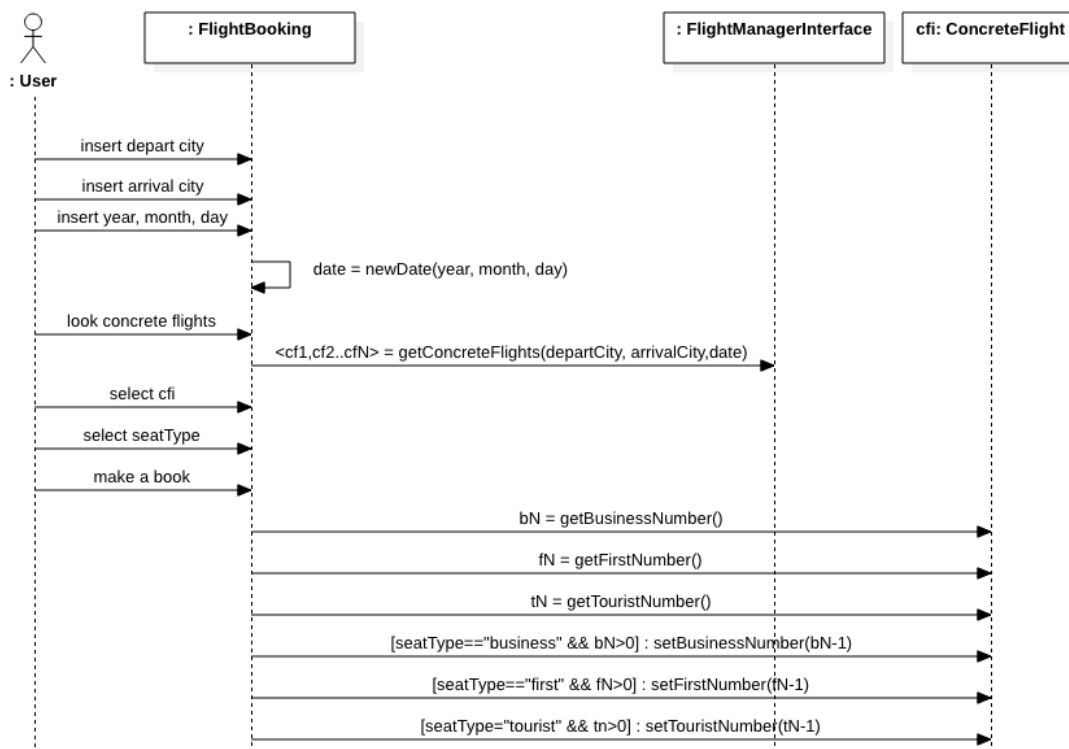 : FlightBooking
: FlightManagerInterface
cfi: ConcreteFlight
: User
insert depart city
insert arrival city
insert year, month, day
date = newDate(year, month, day)
look concrete flights
<cf1,cf2..cfN> = getConcreteFlights(departCity, arrivalCity,date)
select cfi
select seatType
make a book
bN = getBusinessNumber()
fN = getFirstNumber()
tN = getTouristNumber()
[seatType=="business" && bN>0] : setBusinessNumber(bN-1)
[seatType=="first" && fN>0] : setFirstNumber(fN-1)
[seatType="tourist" && tn>0] : setTouristNumber(tN-1)